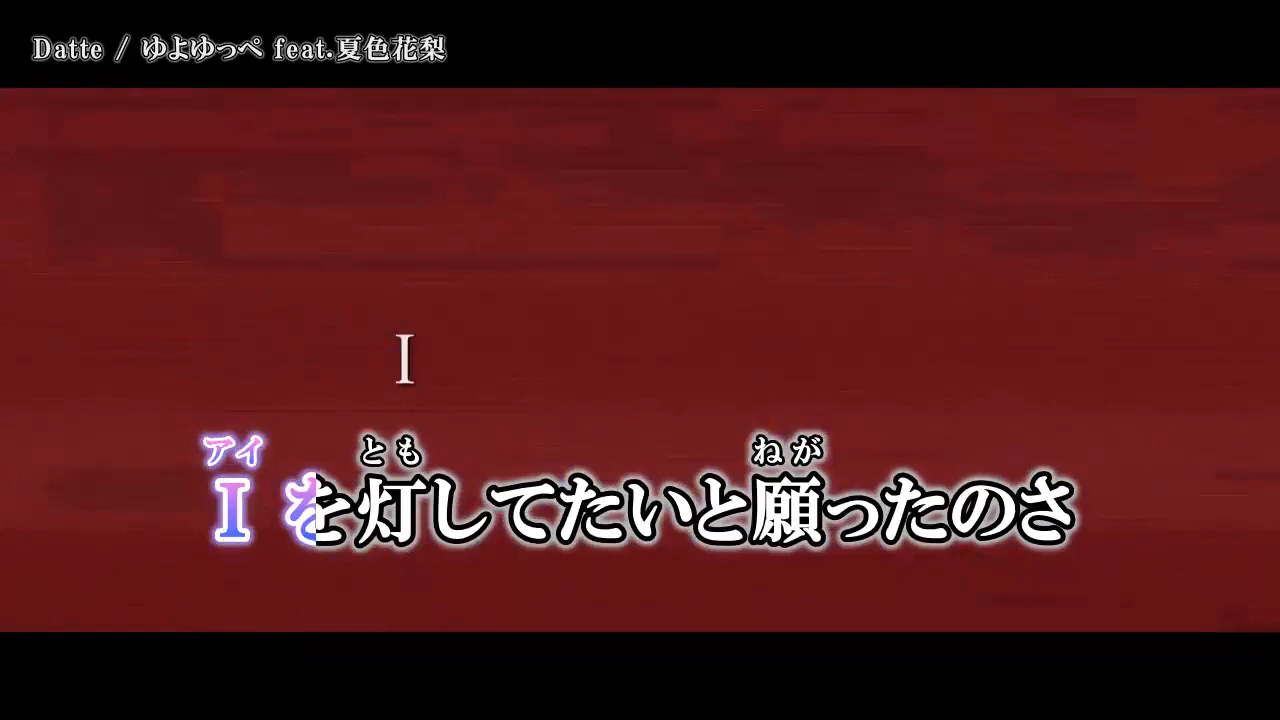 Datte / ゆよゆっぺ feat.夏色花梨
I
アイ とも ねが
I を灯してたいと願ったのさ